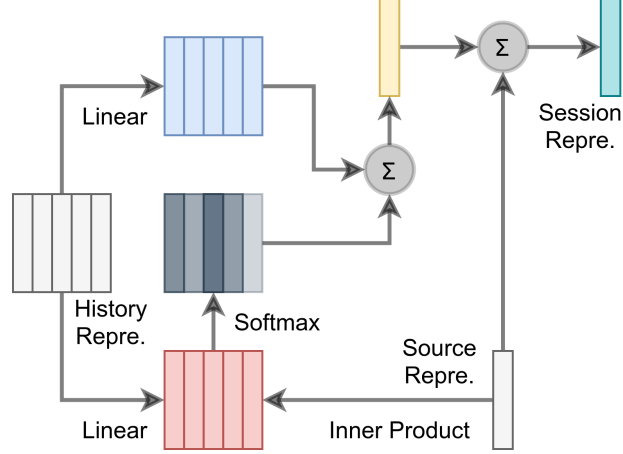 Σ
Linear
Session
Repre.
Σ
History
Repre.
Softmax
Source
Repre.
Linear
Inner Product